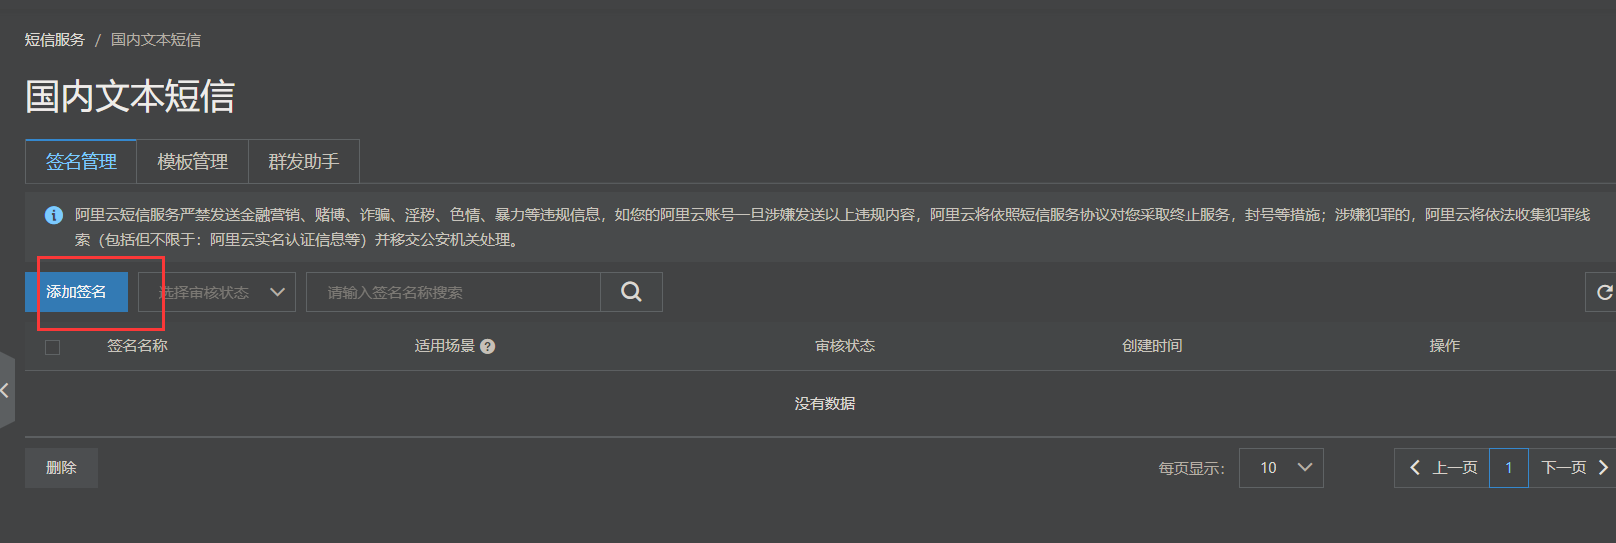 短信服务 / 国内文本短信
国内文本短信
签名管理 模板管理 群发助手
阿里云短信服务严禁发送金融营销、赌博、诈骗、淫秽、色情、暴力等违规信息，如您的阿里云账号一旦涉嫌发送以上违规内容，阿里云将依照短信服务协议对您采取终止服务，封号等措施；涉嫌犯罪的，阿里云将依法收集犯罪线
索（包括但不限于：阿里云实名认证信息等）并移交公安机关处理。
添加签名 选择审核状态 请输入签名名称搜索
签名名称 适用场景 ? 审核状态 创建时间 操作
没有数据
删除 每页显示： 10 上一页 1 下一页